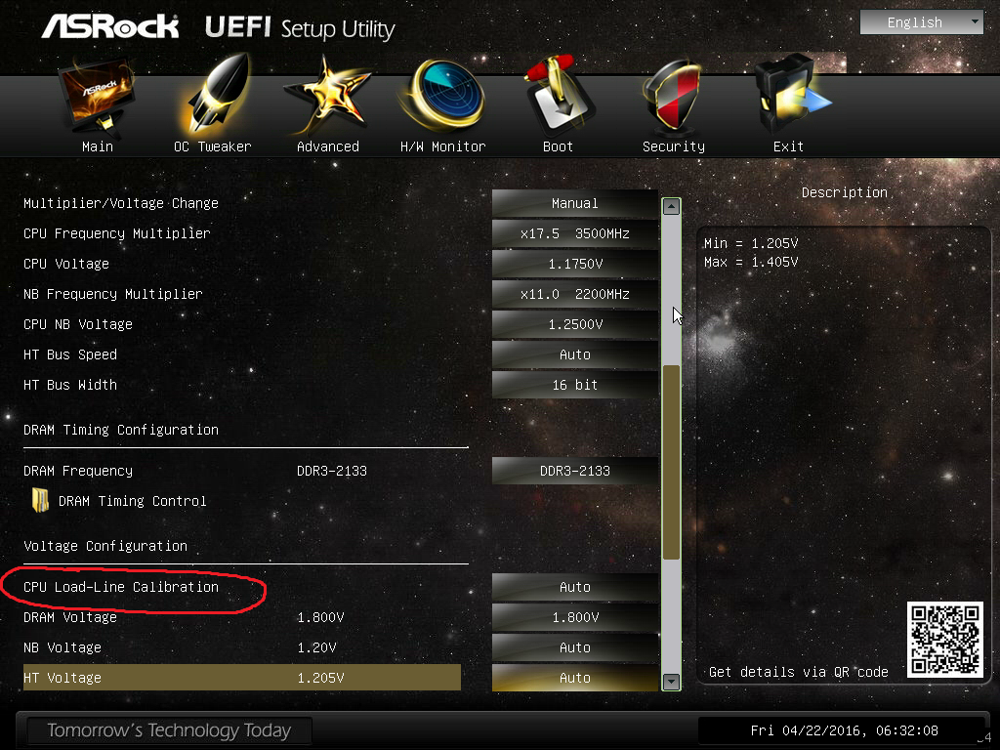 ASRock UEFI Setup Utility
English
ASRock
Main OC Tweaker Advanced H/W Monitor Boot Security Exit
Multiplier/Voltage Change Manual
CPU Frequency Multiplier x17.5 3500MHz
CPU Voltage 1.1750V
NB Frequency Multiplier x11.0 2200MHz
CPU NB Voltage 1.2500V
HT Bus Speed Auto
HT Bus Width 16 bit
DRAM Timing Configuration
DRAM Frequency DDR3-2133 DDR3-2133
DRAM Timing Control
Voltage Configuration
CPU Load-Line Calibration Auto
DRAM Voltage 1.800V 1.800V
NB Voltage 1.20V Auto
HT Voltage 1.205V Auto
Description
Min = 1.205V
Max = 1.405V
Get details via QR code
Tomorrow's Technology Today
Fri 04/22/2016, 06:32:08